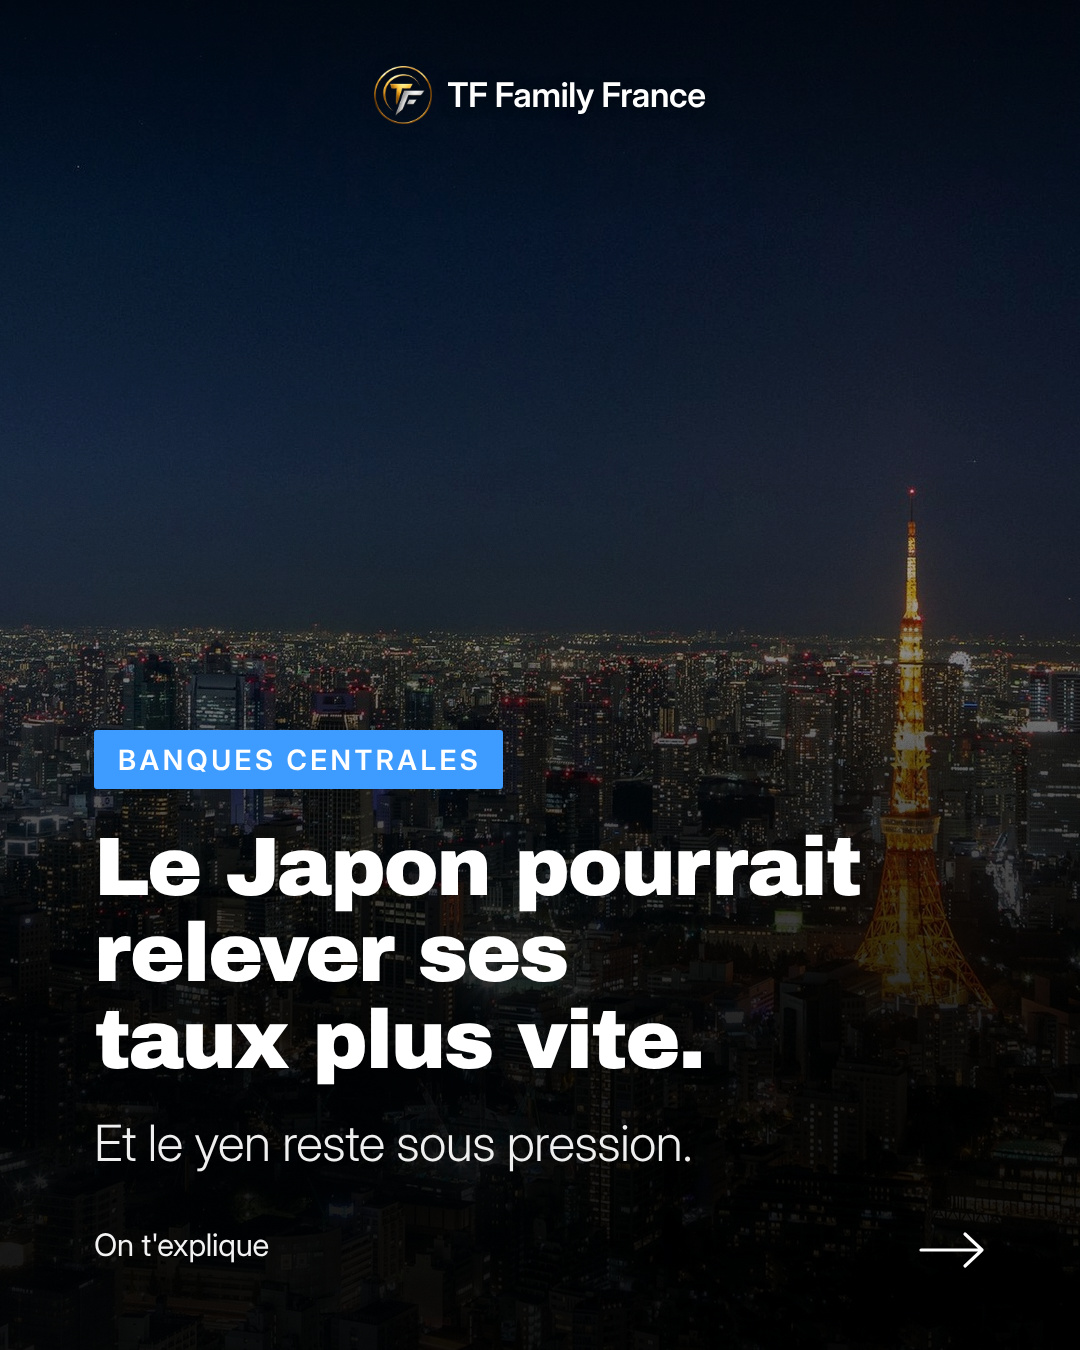 TF Family France
BANQUES CENTRALES
Le Japon pourrait
relever ses
taux plus vite.
Et le yen reste sous pression.
On t'explique